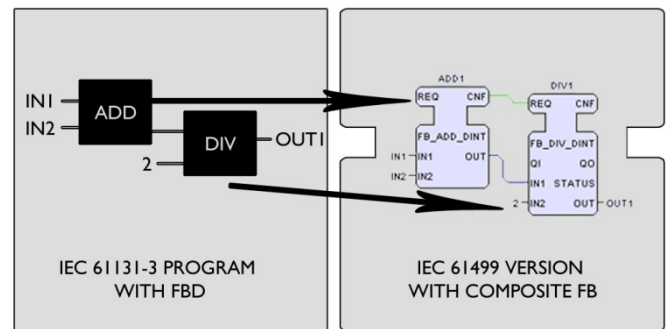 IN1
IN2
ADD
2
DIV
OUT1
IEC 61131-3 PROGRAM
WITH FBD
ADD1
REQ CNF
FB_ADD_DINT
IN1 IN1 OUT
IN2 IN2
DIV1
REQ CNF
FB_DIV_DINT
QI QO
IN1 STATUS
2 IN2 OUT OUT1
IEC 61499 VERSION
WITH COMPOSITE FB